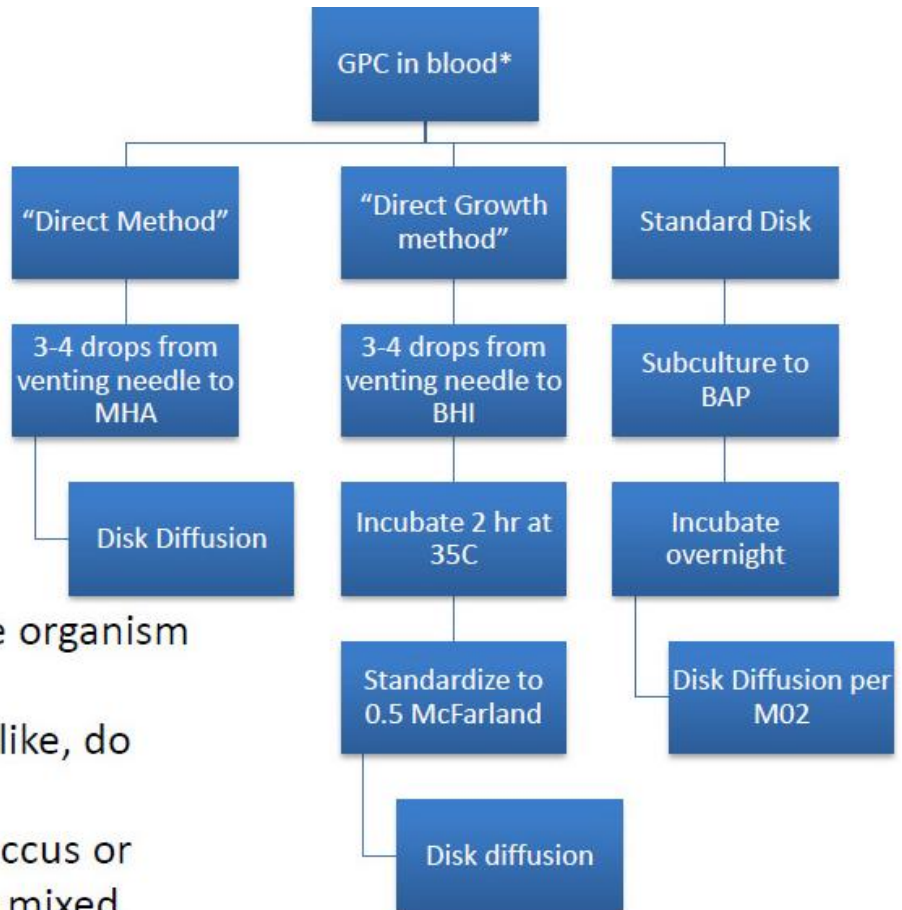 GPC in blood*
“Direct Method”
“Direct Growth
method”
Standard Disk
3-4 drops from
venting needle to
MHA
3-4 drops from
venting needle to
BHI
Subculture to
BAP
Disk Diffusion
Incubate 2 hr at
35C
Incubate
overnight
organism
Standardize to
0.5 McFarland
Disk Diffusion per
M02
like, do
or
Disk diffusion
mixed